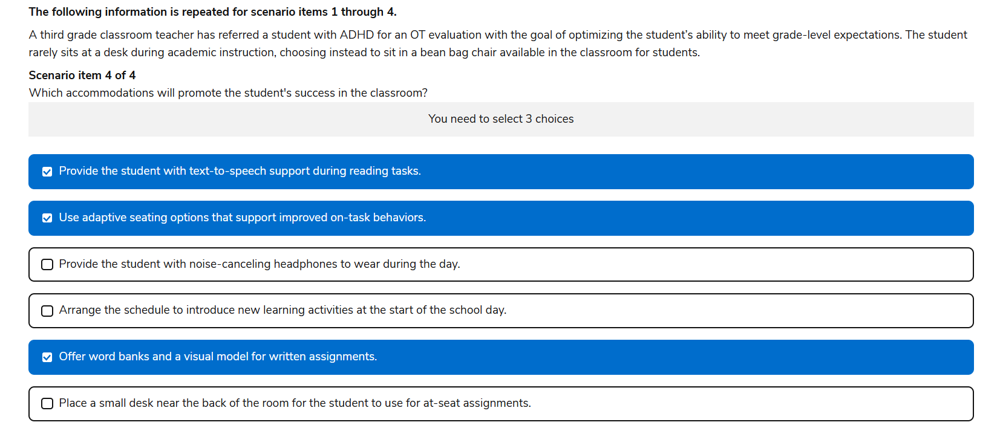 The following information is repeated for scenario items 1 through 4.
A third grade classroom teacher has referred a student with ADHD for an OT evaluation with the goal of optimizing the student’s ability to meet grade-level expectations. The student
rarely sits at a desk during academic instruction, choosing instead to sit in a bean bag chair available in the classroom for students.
Scenario item 4 of 4
Which accommodations will promote the student's success in the classroom?
You need to select 3 choices
Provide the student with text-to-speech support during reading tasks.
Use adaptive seating options that support improved on-task behaviors.
Provide the student with noise-canceling headphones to wear during the day.
Arrange the schedule to introduce new learning activities at the start of the school day.
Offer word banks and a visual model for written assignments.
Place a small desk near the back of the room for the student to use for at-seat assignments.